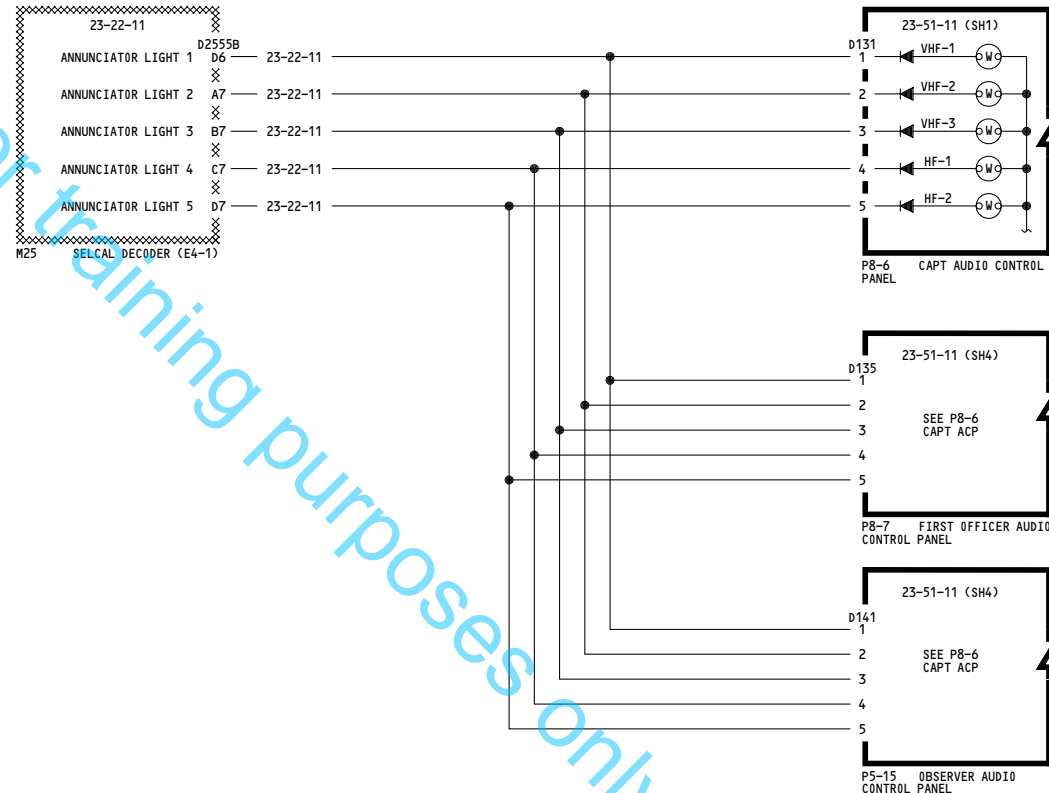 23-22-11
D2555B
ANNUNCIATOR LIGHT 1 D6 23-22-11
ANNUNCIATOR LIGHT 2 A7 23-22-11
ANNUNCIATOR LIGHT 3 B7 23-22-11
ANNUNCIATOR LIGHT 4 C7 23-22-11
ANNUNCIATOR LIGHT 5 D7 23-22-11
M25 SELCAL DECODER (E4-1)
23-51-11 (SH1)
D131
1 VHF-1 W
2 VHF-2 W
3 VHF-3 W
4 HF-1 W
5 HF-2 W
P8-6 CAPT AUDIO CONTROL
PANEL
23-51-11 (SH4)
D135
1
2
3
4
5
SEE P8-6
CAPT ACP
P8-7 FIRST OFFICER AUDIO
CONTROL PANEL
23-51-11 (SH4)
D141
1
2
3
4
5
SEE P8-6
CAPT ACP
P5-15 OBSERVER AUDIO
CONTROL PANEL
or training purposes only